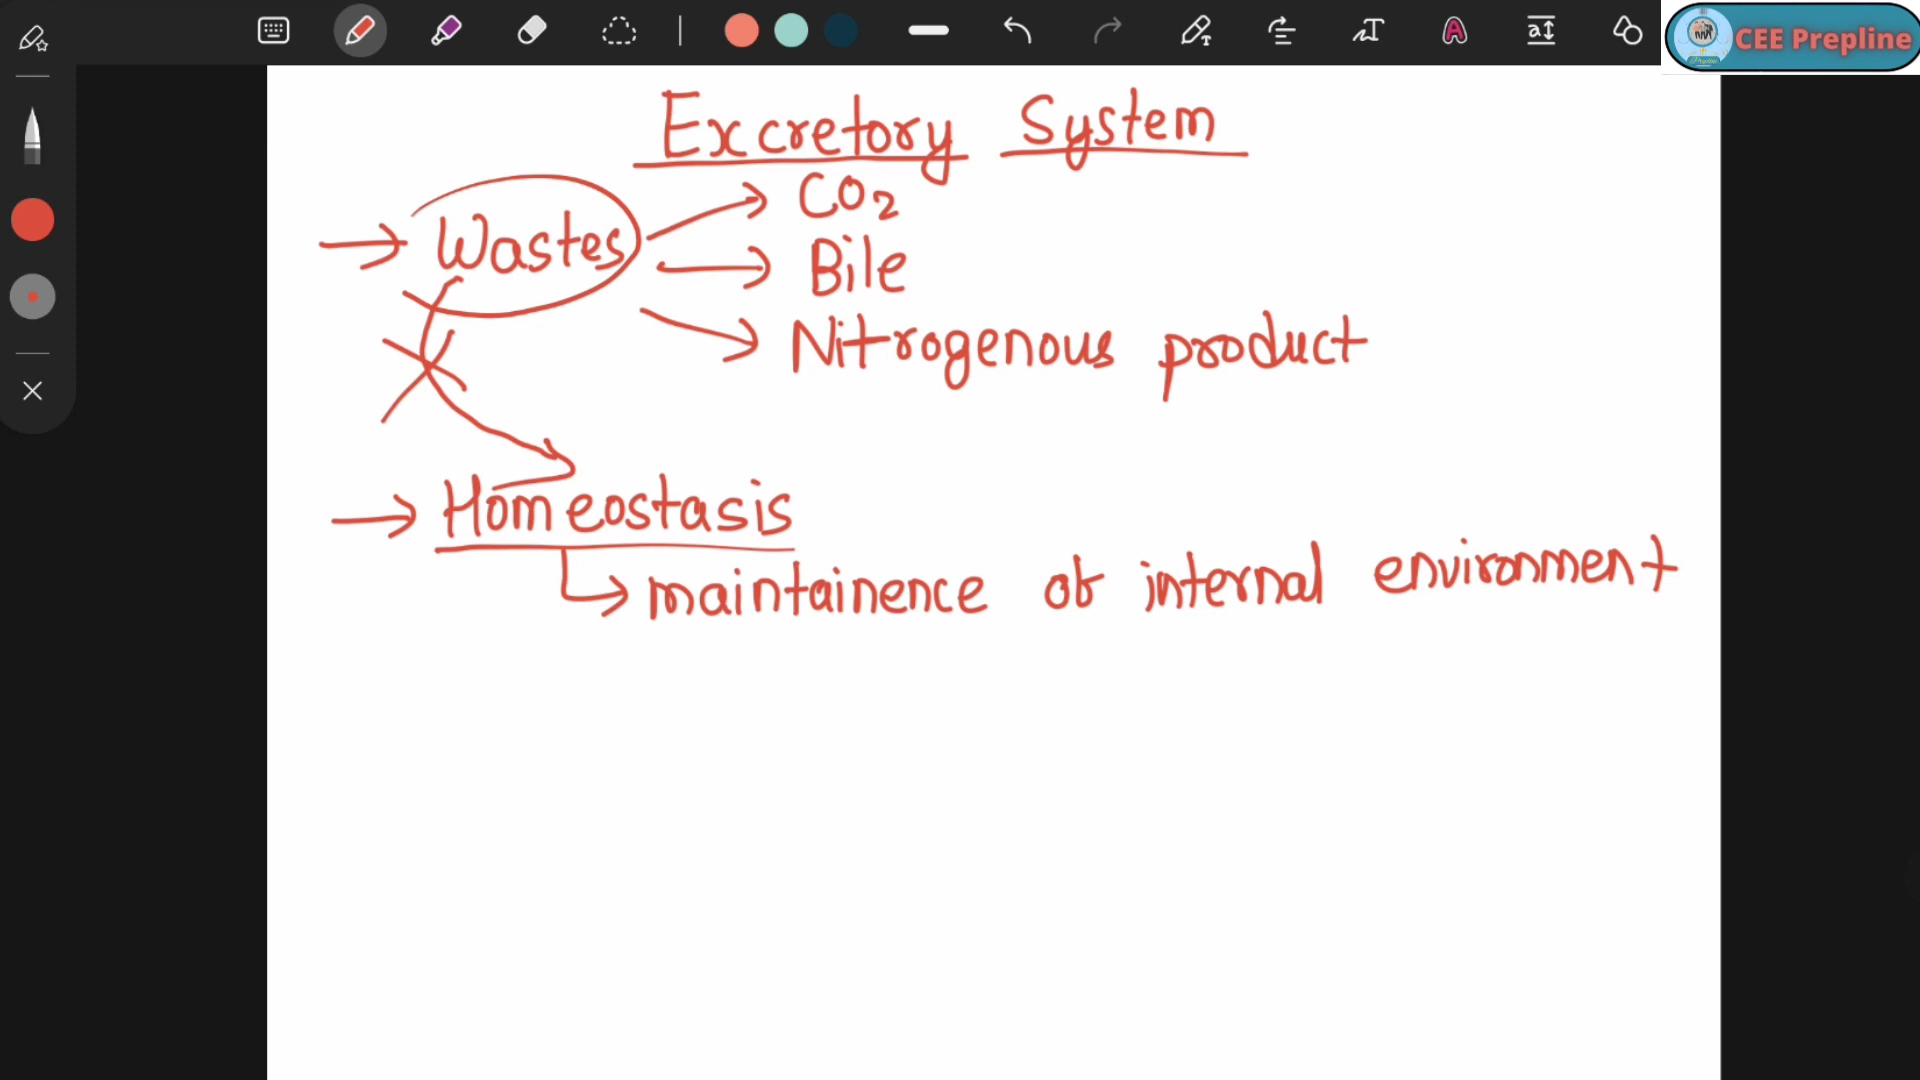 CEE Prepline
Excretory System
→ Wastes → CO₂
→ Bile
→ Nitrogenous product
→ Homeostasis
↳ maintainence of internal environment